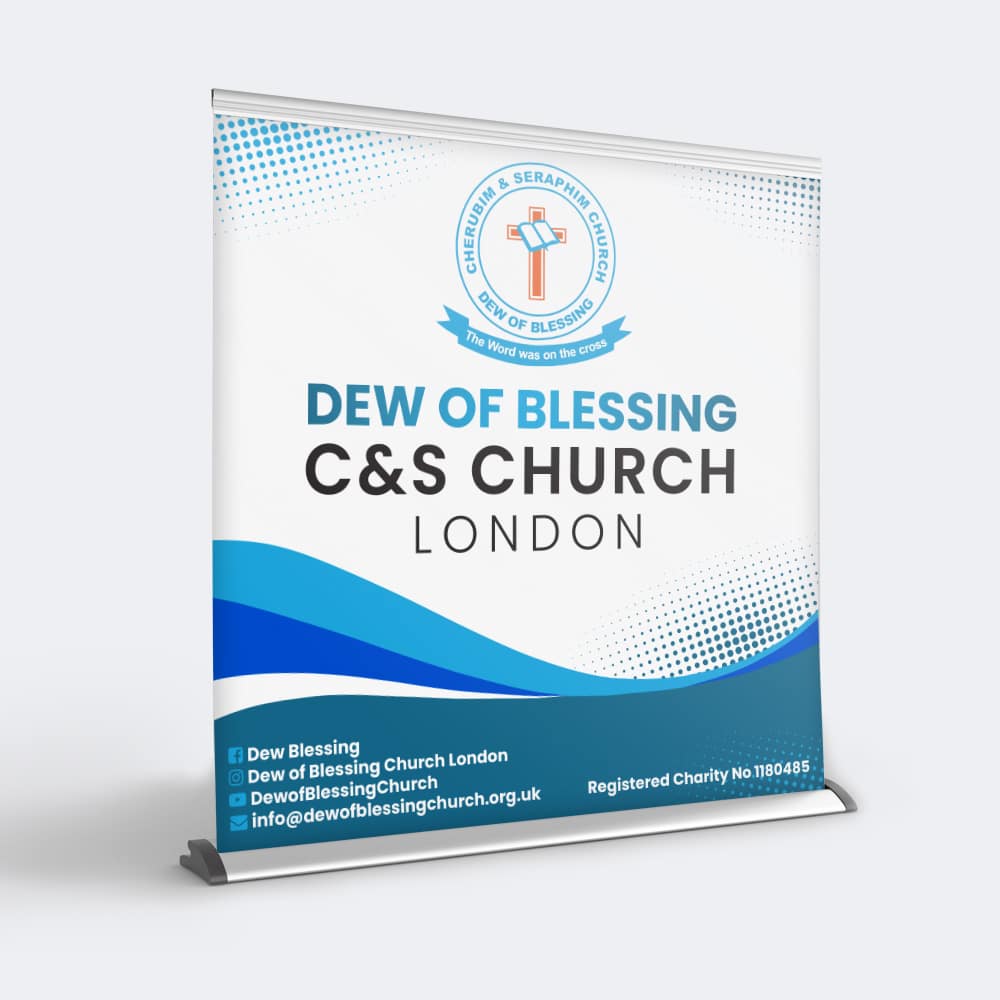 CHERUBIM & SERAPHIM CHURCH
DEW OF BLESSING
The Word was on the cross
DEW OF BLESSING
C&S CHURCH
LONDON
Dew Blessing
Dew of Blessing Church London
DewofBlessingChurch
info@dewofblessingchurch.org.uk
Registered Charity No 1180485